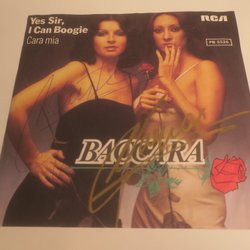 Yes Sir,
I Can Boogie
Cara mia
RCA
PB 5526
BACCARA